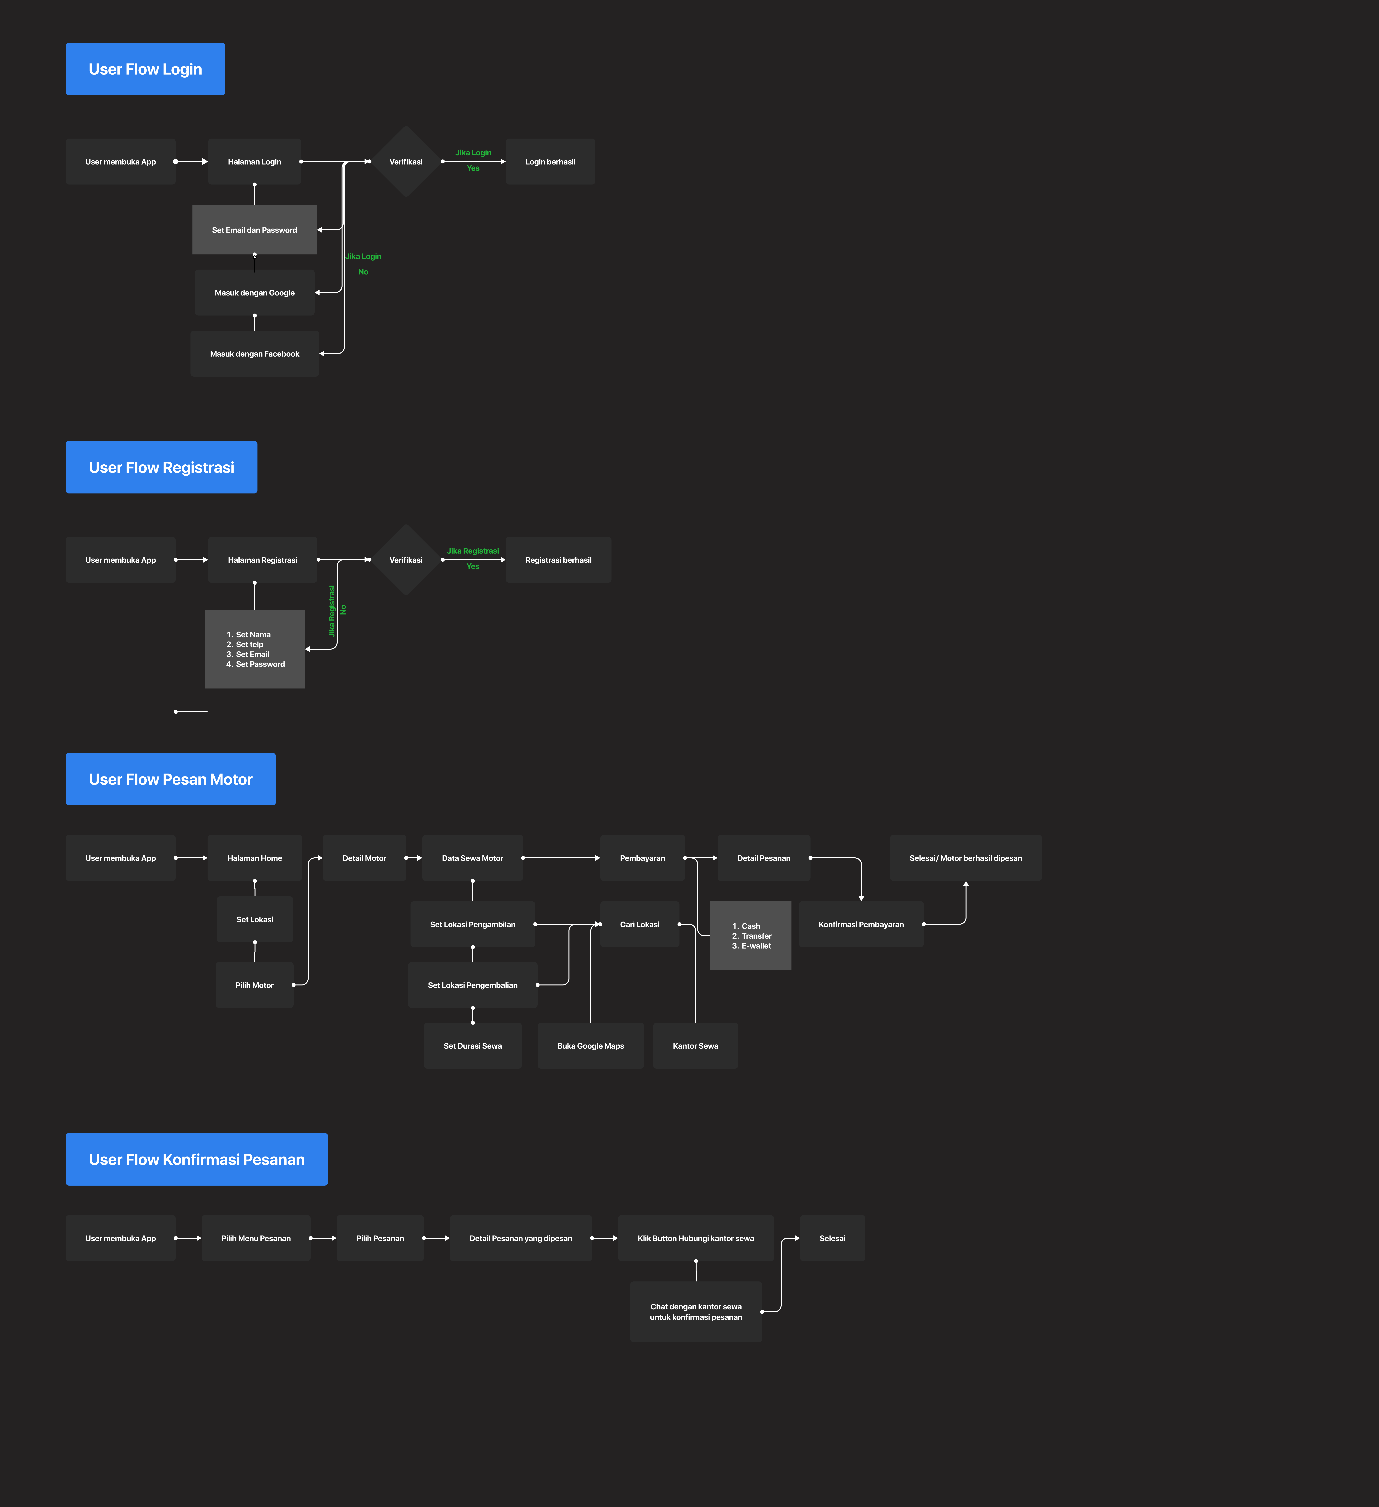 User Flow Login
User membuka App
Halaman Login
Verifikasi
Jika Login
Yes
Login berhasil
Set Email dan Password
Jika Login
No
Masuk dengan Google
Masuk dengan Facebook
User Flow Registrasi
User membuka App
Halaman Registrasi
Verifikasi
Jika Registrasi
Yes
Registrasi berhasil
Jika Registrasi
No
1. Set Nama
2. Set telp
3. Set Email
4. Set Password
User Flow Pesan Motor
User membuka App
Halaman Home
Detail Motor
Data Sewa Motor
Pembayaran
Detail Pesanan
Selesai/ Motor berhasil dipesan
Set Lokasi
Set Lokasi Pengambilan
Cari Lokasi
1. Cash
2. Transfer
3. E-wallet
Konfirmasi Pembayaran
Pilih Motor
Set Lokasi Pengembalian
Set Durasi Sewa
Buka Google Maps
Kantor Sewa
User Flow Konfirmasi Pesanan
User membuka App
Pilih Menu Pesanan
Pilih Pesanan
Detail Pesanan yang dipesan
Klik Button Hubungi kantor sewa
Selesai
Chat dengan kantor sewa
untuk konfirmasi pesanan